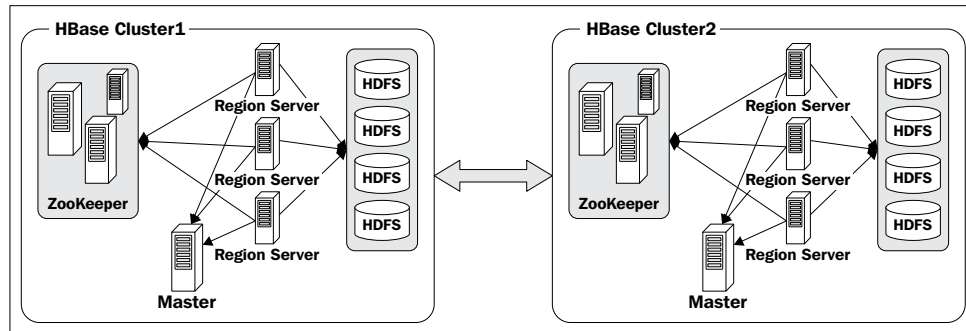 HBase Cluster1
Region Server
Region Server
Region Server
ZooKeeper
Master
HDFS
HDFS
HDFS
HDFS
HBase Cluster2
Region Server
Region Server
Region Server
ZooKeeper
Master
HDFS
HDFS
HDFS
HDFS